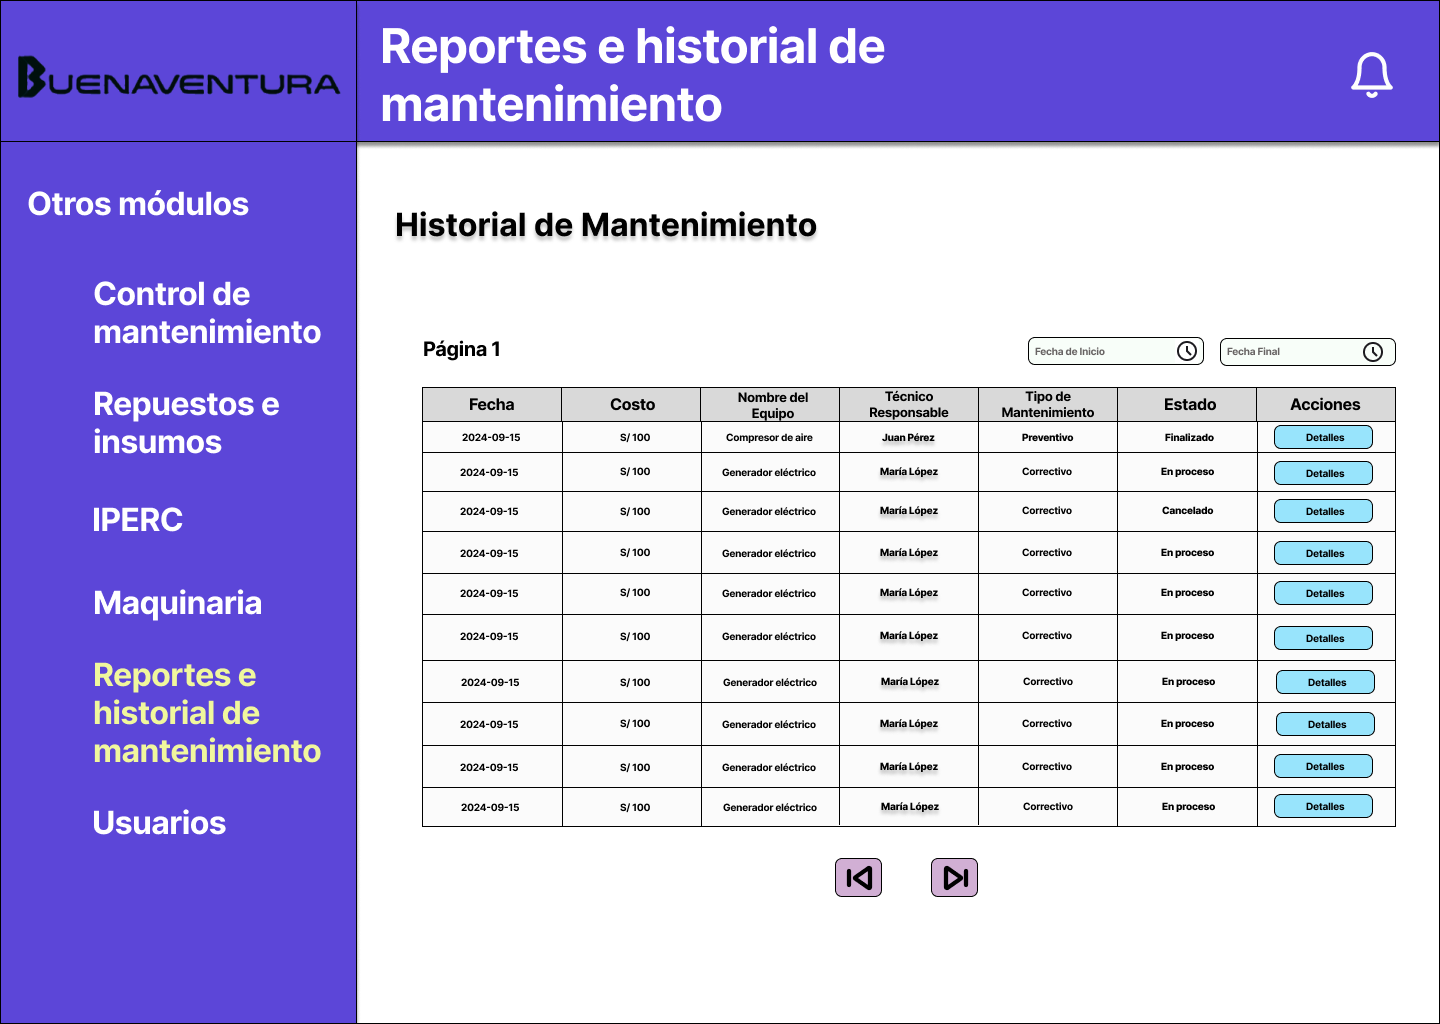 BUENAVENTURA
Reportes e historial de
mantenimiento
Otros módulos
Control de
mantenimiento
Repuestos e
insumos
IPERC
Maquinaria
Reportes e
historial de
mantenimiento
Usuarios
Historial de Mantenimiento
Página 1
Fecha de Inicio
Fecha Final
Fecha Costo Nombre del Equipo Técnico Responsable Tipo de Mantenimiento Estado Acciones
2024-09-15 S/ 100 Compresor de aire Juan Pérez Preventivo Finalizado Detalles
2024-09-15 S/ 100 Generador eléctrico María López Correctivo En proceso Detalles
2024-09-15 S/ 100 Generador eléctrico María López Correctivo Cancelado Detalles
2024-09-15 S/ 100 Generador eléctrico María López Correctivo En proceso Detalles
2024-09-15 S/ 100 Generador eléctrico María López Correctivo En proceso Detalles
2024-09-15 S/ 100 Generador eléctrico María López Correctivo En proceso Detalles
2024-09-15 S/ 100 Generador eléctrico María López Correctivo En proceso Detalles
2024-09-15 S/ 100 Generador eléctrico María López Correctivo En proceso Detalles
2024-09-15 S/ 100 Generador eléctrico María López Correctivo En proceso Detalles
2024-09-15 S/ 100 Generador eléctrico María López Correctivo En proceso Detalles